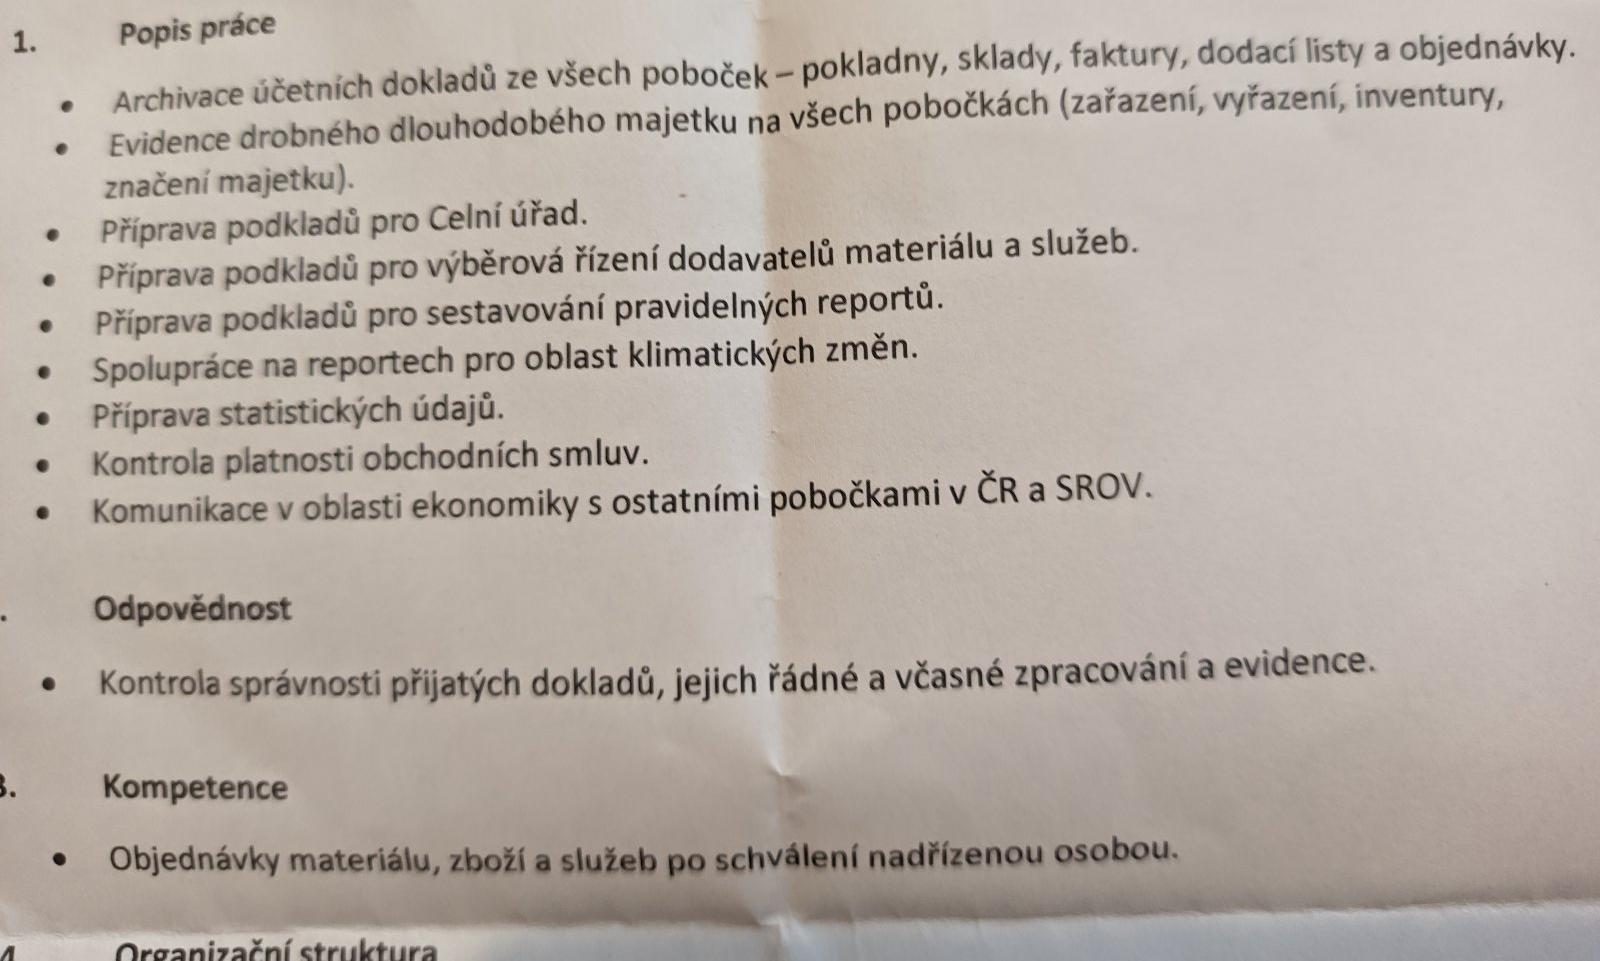 1. Popis práce
• Archivace účetních dokladů ze všech poboček – pokladny, sklady, faktury, dodací listy a objednávky.
• Evidence drobného dlouhodobého majetku na všech pobočkách (zařazení, vyřazení, inventury,
značení majetku).
• Příprava podkladů pro Celní úřad.
• Příprava podkladů pro výběrová řízení dodavatelů materiálu a služeb.
• Příprava podkladů pro sestavování pravidelných reportů.
• Spolupráce na reportech pro oblast klimatických změn.
• Příprava statistických údajů.
• Kontrola platnosti obchodních smluv.
• Komunikace v oblasti ekonomiky s ostatními pobočkami v ČR a SROV.
. Odpovědnost
• Kontrola správnosti přijatých dokladů, jejich řádné a včasné zpracování a evidence.
3. Kompetence
• Objednávky materiálu, zboží a služeb po schválení nadřízenou osobou.
4 Organizační struktura